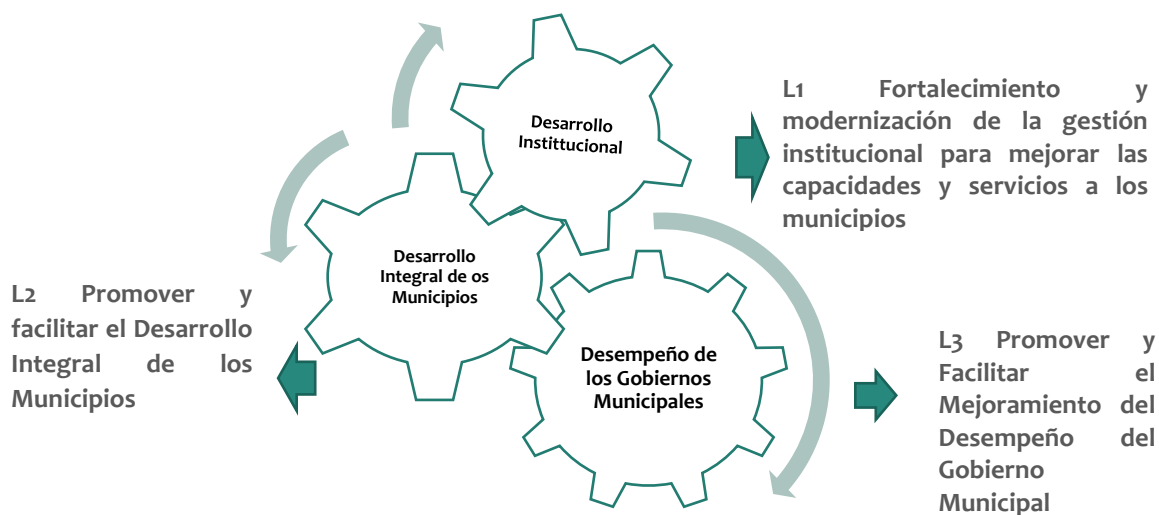 Desarrollo
Instittucional
L1 Fortalecimiento y
modernización de la gestión
institucional para mejorar las
capacidades y servicios a los
municipios
Desarrollo
Integral de os
Municipios
L2 Promover y
facilitar el Desarrollo
Integral de los
Municipios
Desempeño de
los Gobiernos
Municipales
L3 Promover y
Facilitar el
Mejoramiento del
Desempeño del
Gobierno
Municipal